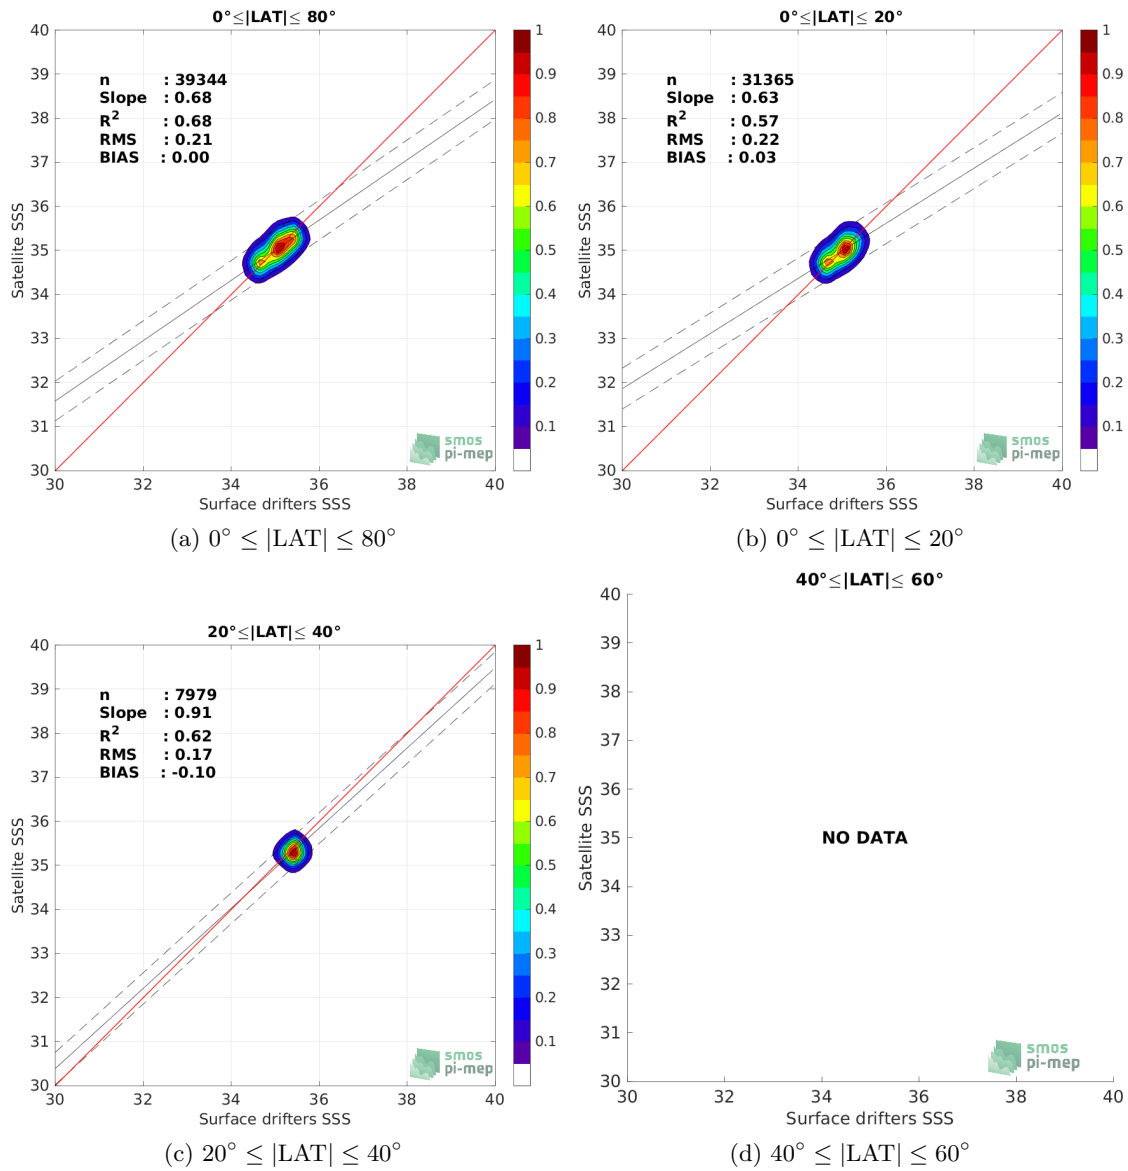 0°≤|LAT|≤ 80°
40
39
38
37
36
35
34
33
32
31
30
30
32
34
36
38
40
Satellite SSS
Surface drifters SSS
n : 39344
Slope : 0.68
R² : 0.68
RMS : 0.21
BIAS : 0.00
1
0.9
0.8
0.7
0.6
0.5
0.4
0.3
0.2
0.1
smos
pi-mep
(a) 0° ≤ |LAT| ≤ 80°
0°≤|LAT|≤ 20°
40
39
38
37
36
35
34
33
32
31
30
30
32
34
36
38
40
Satellite SSS
Surface drifters SSS
n : 31365
Slope : 0.63
R² : 0.57
RMS : 0.22
BIAS : 0.03
1
0.9
0.8
0.7
0.6
0.5
0.4
0.3
0.2
0.1
smos
pi-mep
(b) 0° ≤ |LAT| ≤ 20°
20°≤|LAT|≤ 40°
40
39
38
37
36
35
34
33
32
31
30
30
32
34
36
38
40
Satellite SSS
Surface drifters SSS
n : 7979
Slope : 0.91
R² : 0.62
RMS : 0.17
BIAS : -0.10
1
0.9
0.8
0.7
0.6
0.5
0.4
0.3
0.2
0.1
smos
pi-mep
(c) 20° ≤ |LAT| ≤ 40°
40°≤|LAT|≤ 60°
40
39
38
37
36
35
34
33
32
31
30
30
32
34
36
38
40
Satellite SSS
Surface drifters SSS
NO DATA
smos
pi-mep
(d) 40° ≤ |LAT| ≤ 60°